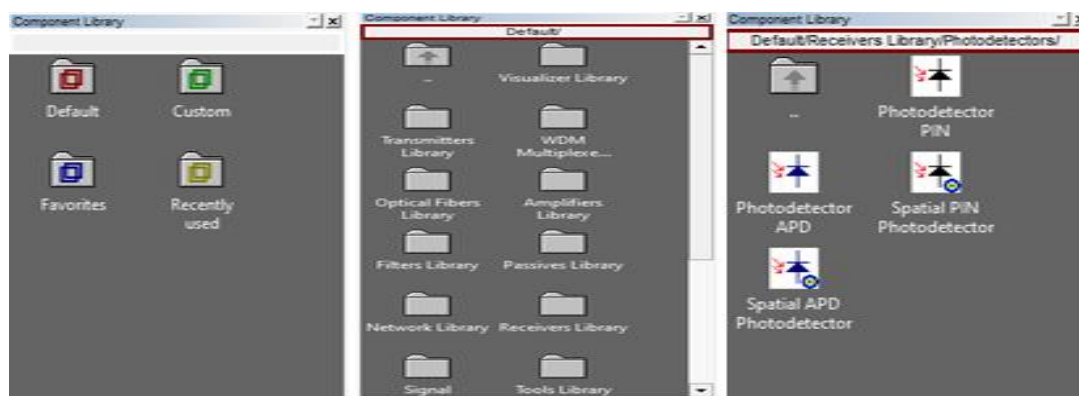 Component Library
Default
Custom
Favorites
Recently
used
Component Library
Default/
..
Visualizer Library
Transmitters
Library
WDM
Multiplexe...
Optical Fibers
Library
Amplifiers
Library
Filters Library
Passives Library
Network Library
Receivers Library
Signal
Tools Library
Component Library
Default/Receivers Library/Photodetectors/
..
Photodetector
PIN
Photodetector
APD
Spatial PIN
Photodetector
Spatial APD
Photodetector